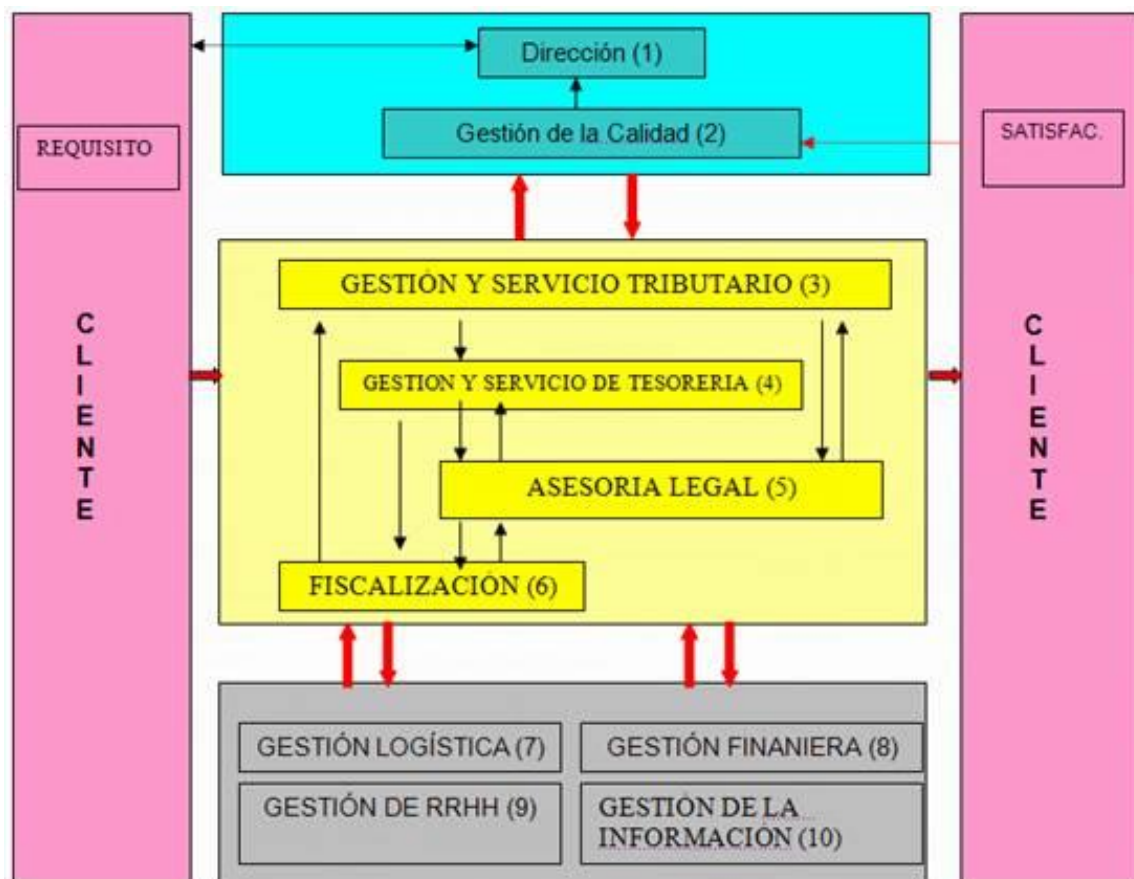 Dirección (1)
Gestión de la Calidad (2)
REQUISITO
SATISFAC.
GESTIÓN Y SERVICIO TRIBUTARIO (3)
GESTION Y SERVICIO DE TESORERIA (4)
ASESORIA LEGAL (5)
FISCALIZACIÓN (6)
CLIENTE
CLIENTE
GESTIÓN LOGÍSTICA (7)
GESTIÓN FINANIERA (8)
GESTIÓN DE RRHH (9)
GESTIÓN DE LA
INFORMACIÓN (10)